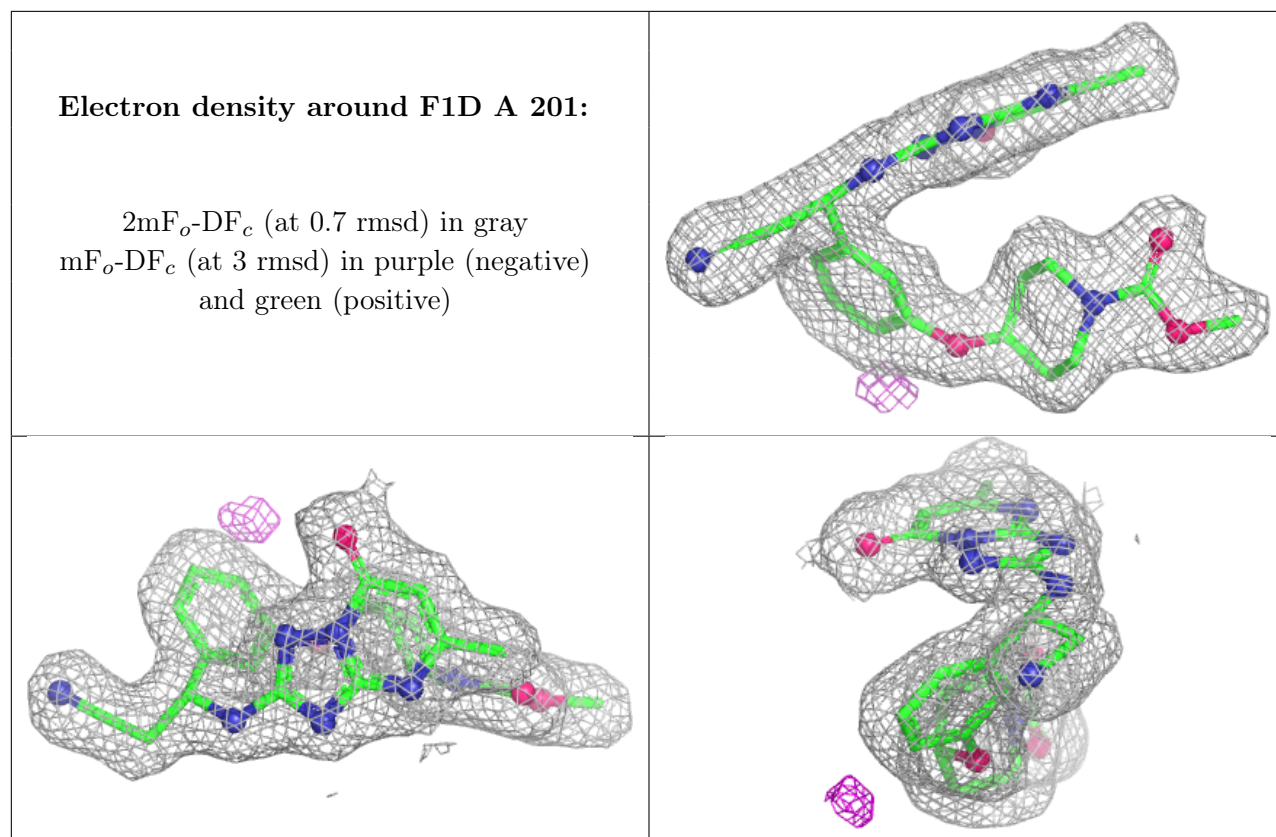 Electron density around F1D A 201:
2mFo-DFc (at 0.7 rmsd) in gray
mFo-DFc (at 3 rmsd) in purple (negative)
and green (positive)